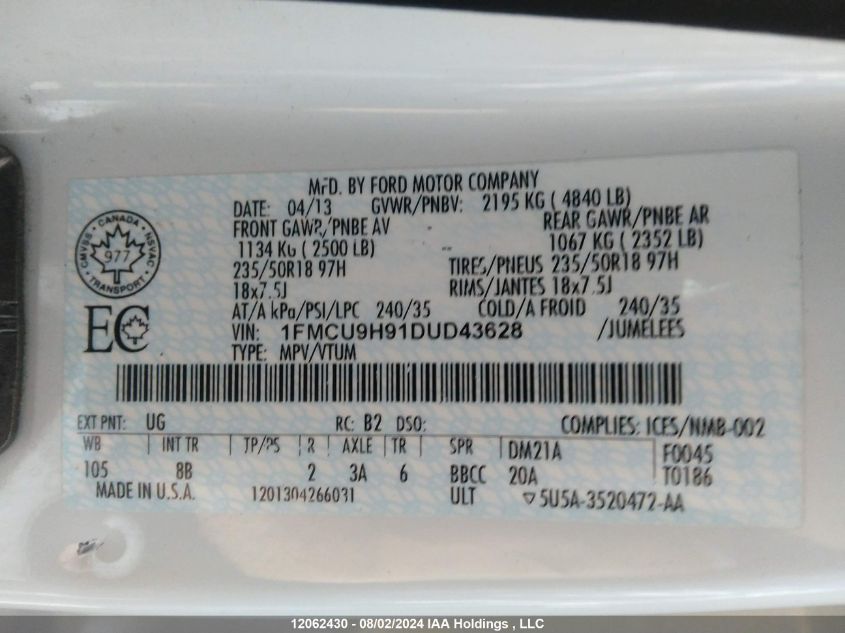 MFD. BY FORD MOTOR COMPANY
DATE: 04/13 GVWR/PNBV: 2195 KG ( 4840 LB)
FRONT GAWR/PNBE AV REAR GAWR/PNBE AR
1134 KG ( 2500 LB) 1067 KG ( 2352 LB)
235/50R18 97H TIRES/PNEUS 235/50R18 97H
18x7.5J RIMS/JANTES 18x7.5J
AT/A kPa/PSI/LPC 240/35 COLD/A FROID 240/35
VIN: 1FMCU9H91DUD43628 /JUMELEES
TYPE: MPV/VTUM
CANADA
CMVSS NSVAC
977
TRANSPORT
EC
EXT PNT: UG RC: B2 DSO: COMPLIES: ICES/NMB-002
WB INT TR TP/PS R AXLE TR SPR DM21A F0045
105 8B 2 3A 6 BBCC 20A T0186
MADE IN U.S.A. 1201304266031 ULT 5U5A-3520472-AA
12062430 - 08/02/2024 IAA Holdings , LLC